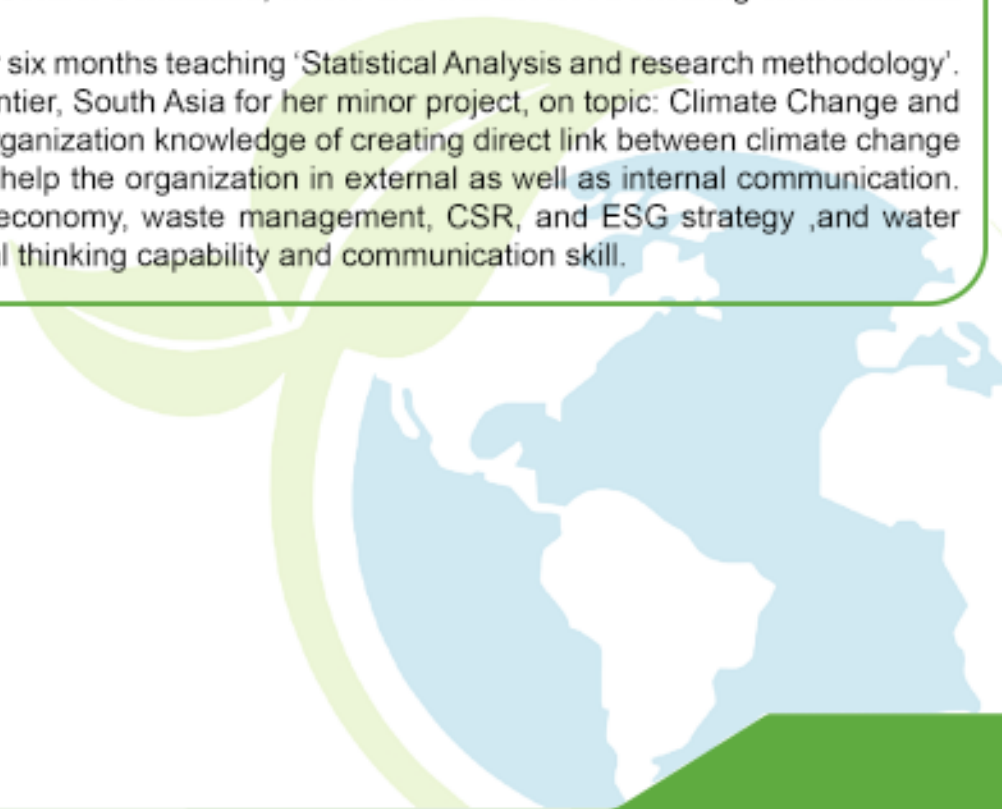 six months teaching ‘Statistical Analysis and research methodology’.
ntier, South Asia for her minor project, on topic: Climate Change and
ganization knowledge of creating direct link between climate change
help the organization in external as well as internal communication.
economy, waste management, CSR, and ESG strategy ,and water
l thinking capability and communication skill.